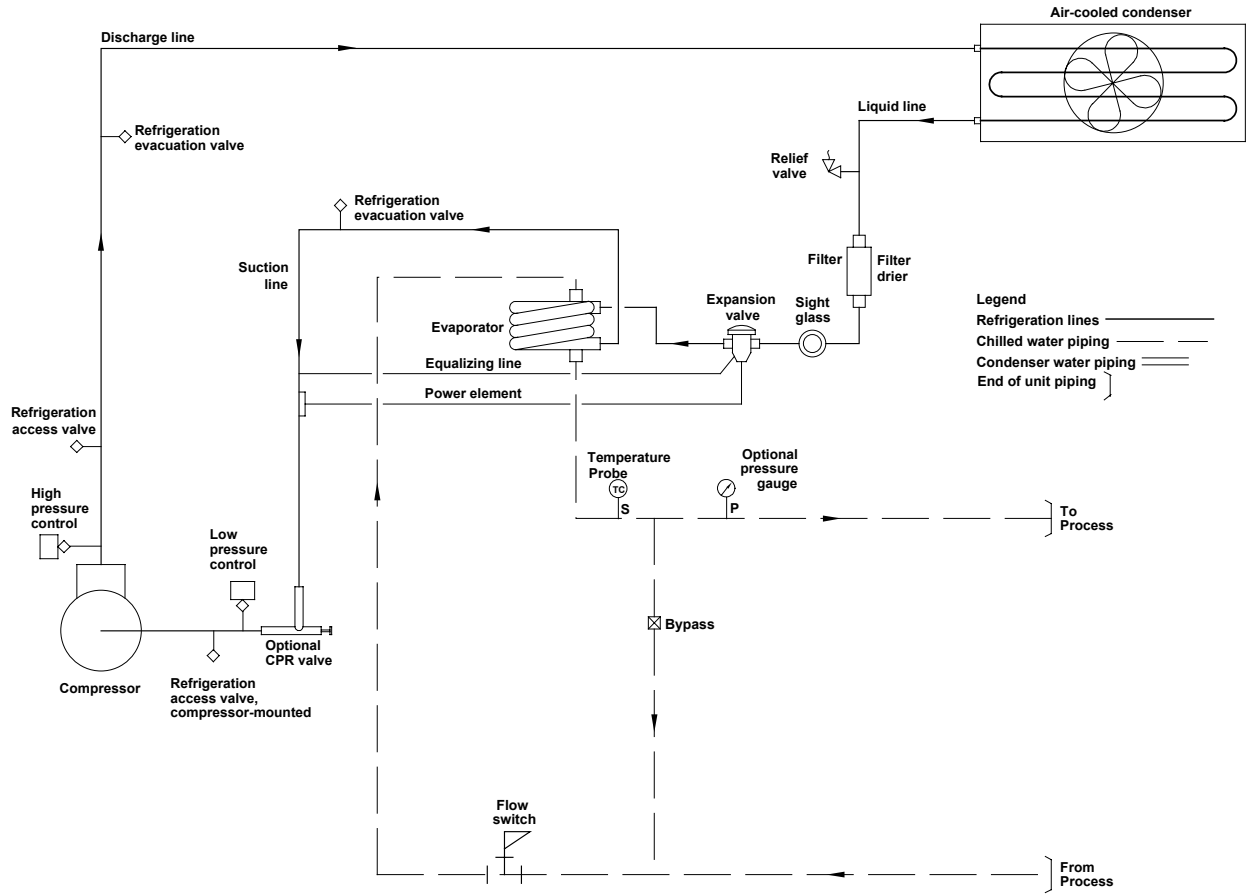 Air-cooled condenser
Discharge line
Liquid line
Refrigeration
evacuation valve
Relief
valve
Refrigeration
evacuation valve
Suction
line
Filter
Filter
drier
Expansion
valve
Sight
glass
Evaporator
Legend
Refrigeration lines
Chilled water piping
Condenser water piping
End of unit piping
Equalizing line
Power element
Refrigeration
access valve
Temperature
Probe
TC
S
Optional
pressure
gauge
P
To
Process
High
pressure
control
Low
pressure
control
Bypass
Optional
CPR valve
Compressor
Refrigeration
access valve,
compressor-mounted
Flow
switch
From
Process